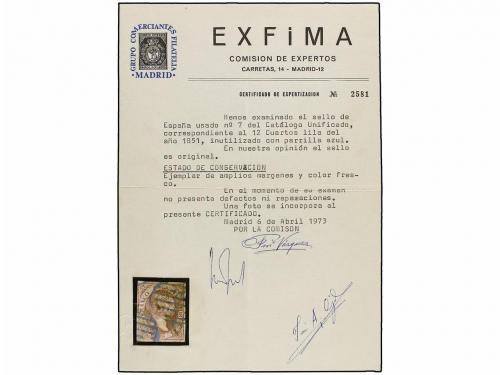 GRUPO COMERCIANTES FILATELIA
MADRID
EXFiMA
COMISION DE EXPERTOS
CARRETAS, 14 - MADRID-12
CERTIFICADO DE EXPERTIZACION № 2581
Hemos examinado el sello de
España usado nº 7 del Catálogo Unificado,
correspondiente al 12 Cuartos lila del
año 1851, inutilizado con parrilla azul.
En nuestra opinión el sello
es original.
ESTADO DE CONSERVACION
Ejemplar de amplios margenes y color fres-
co.
En el momento de su examen
no presenta defectos ni reparaciones.
Una foto se incorpora al
presente CERTIFICADO.
Madrid 6 de Abril 1973
POR LA COMISON